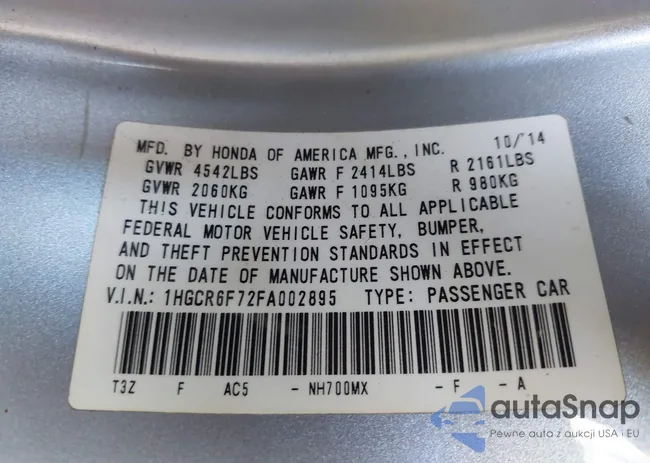 MFD. BY HONDA OF AMERICA MFG., INC. 10/14
GVWR 4542LBS GAWR F 2414LBS R 2161LBS
GVWR 2060KG GAWR F 1095KG R 980KG
THIS VEHICLE CONFORMS TO ALL APPLICABLE
FEDERAL MOTOR VEHICLE SAFETY, BUMPER,
AND THEFT PREVENTION STANDARDS IN EFFECT
ON THE DATE OF MANUFACTURE SHOWN ABOVE.
V.I.N.: 1HGCR6F72FA002895 TYPE: PASSENGER CAR
T3Z F AC5 - NH700MX - F - A
autaSnap
Pewne auta z aukcji USA i EU